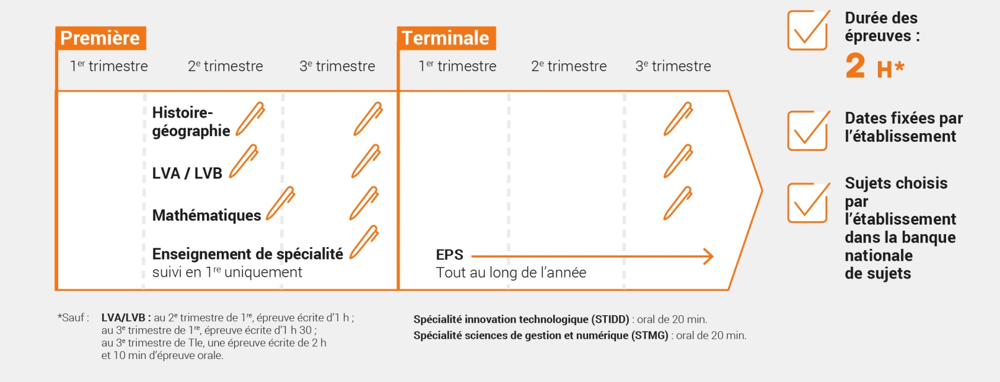 Première
Terminale
1er trimestre
2e trimestre
3e trimestre
1er trimestre
2e trimestre
3e trimestre
Histoire-
géographie
LVA / LVB
Mathématiques
Enseignement de spécialité
suivi en 1re uniquement
EPS
Tout au long de l’année
Durée des
épreuves :
2 H*
Dates fixées par
l’établissement
Sujets choisis
par
l’établissement
dans la banque
nationale
de sujets
*Sauf : LVA/LVB : au 2e trimestre de 1re, épreuve écrite d’1 h ;
au 3e trimestre de 1re, épreuve écrite d’1 h 30 ;
au 3e trimestre de Tle, une épreuve écrite de 2 h
et 10 min d’épreuve orale.
Spécialité innovation technologique (STIDD) : oral de 20 min.
Spécialité sciences de gestion et numérique (STMG) : oral de 20 min.